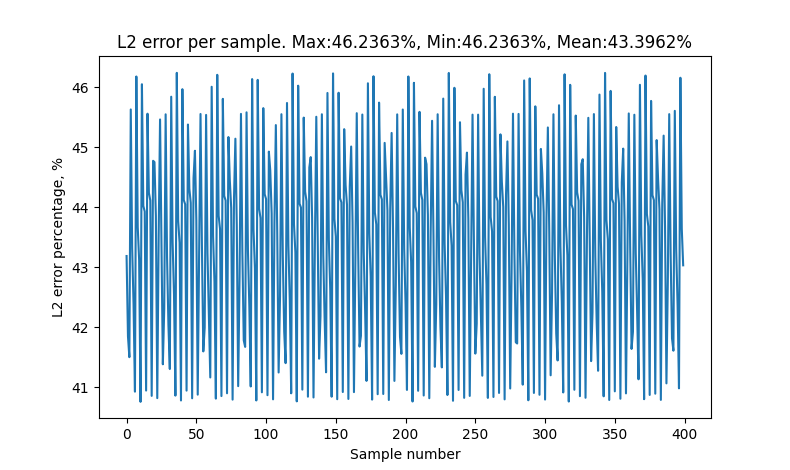 L2 error per sample. Max:46.2363%, Min:46.2363%, Mean:43.3962%
L2 error percentage, %
46
45
44
43
42
41
0 50 100 150 200 250 300 350 400
Sample number